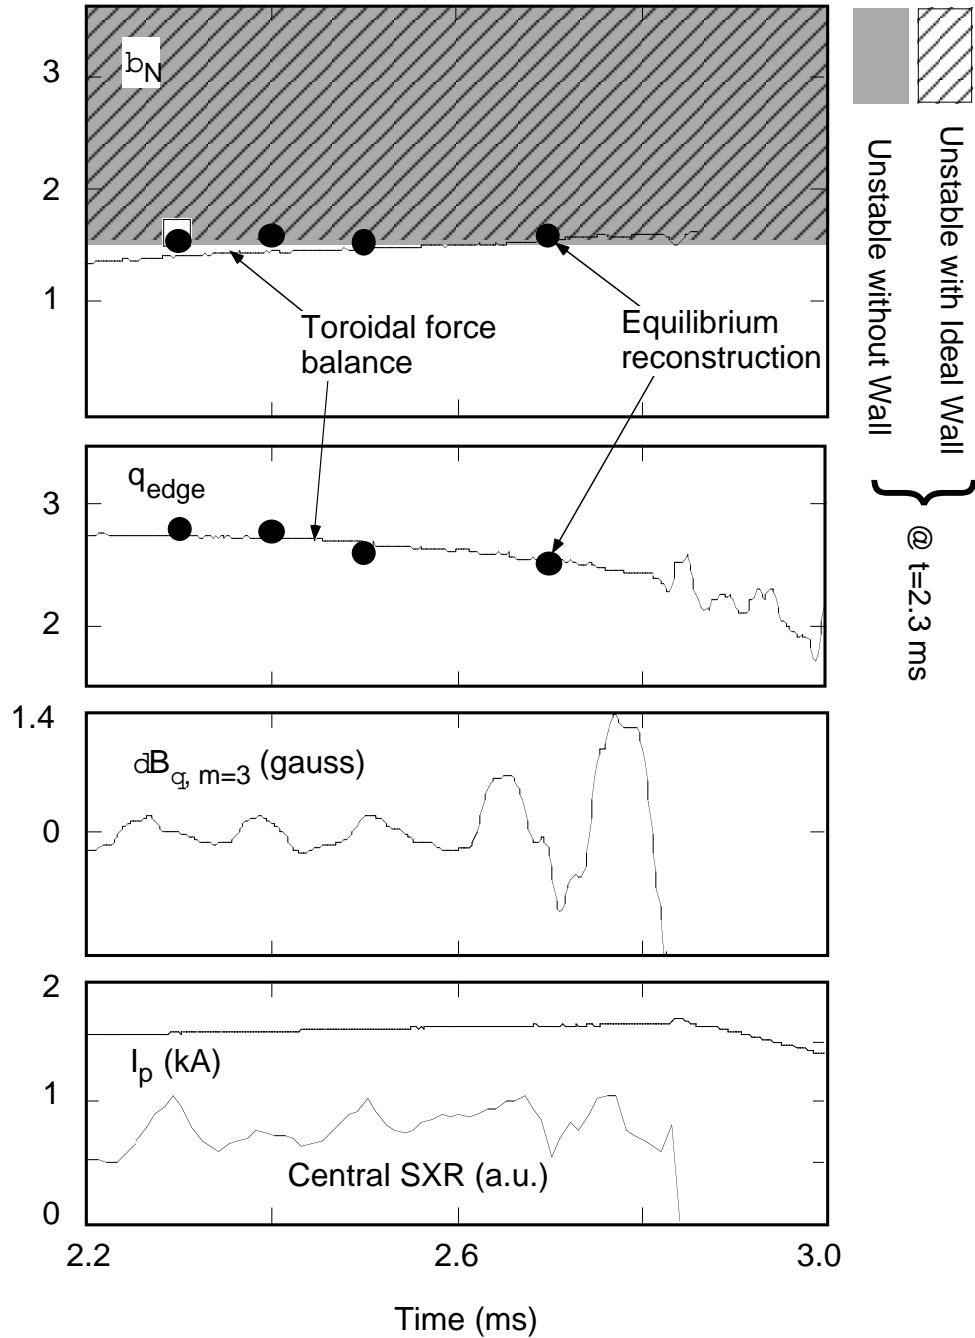 3
bN
2
1
Toroidal force
balance
Equilibrium
reconstruction
Unstable with Ideal Wall
Unstable without Wall
@ t=2.3 ms
3
qedge
2
1.4
dBq, m=3 (gauss)
0
2
Ip (kA)
1
Central SXR (a.u.)
0
2.2 2.6 3.0
Time (ms)